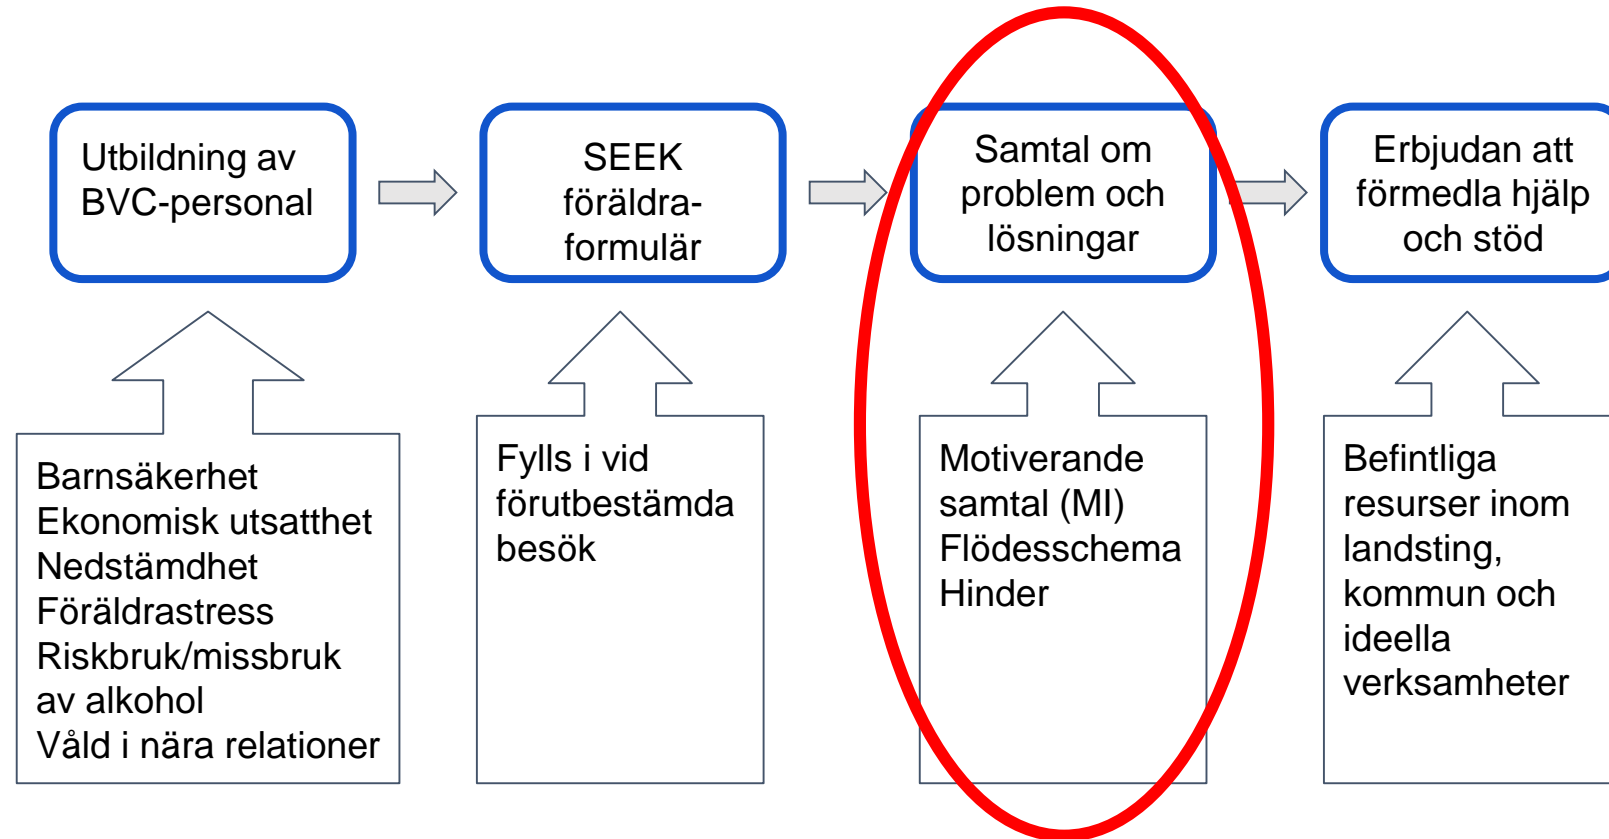 Utbildning av
BVC-personal
SEEK
föräldra-
formulär
Samtal om
problem och
lösningar
Erbjudan att
förmedla hjälp
och stöd
Barnsäkerhet
Ekonomisk utsatthet
Nedstämdhet
Föräldrastress
Riskbruk/missbruk
av alkohol
Våld i nära relationer
Fylls i vid
förutbestämda
besök
Motiverande
samtal (MI)
Flödesschema
Hinder
Befintliga
resurser inom
landsting,
kommun och
ideella
verksamheter